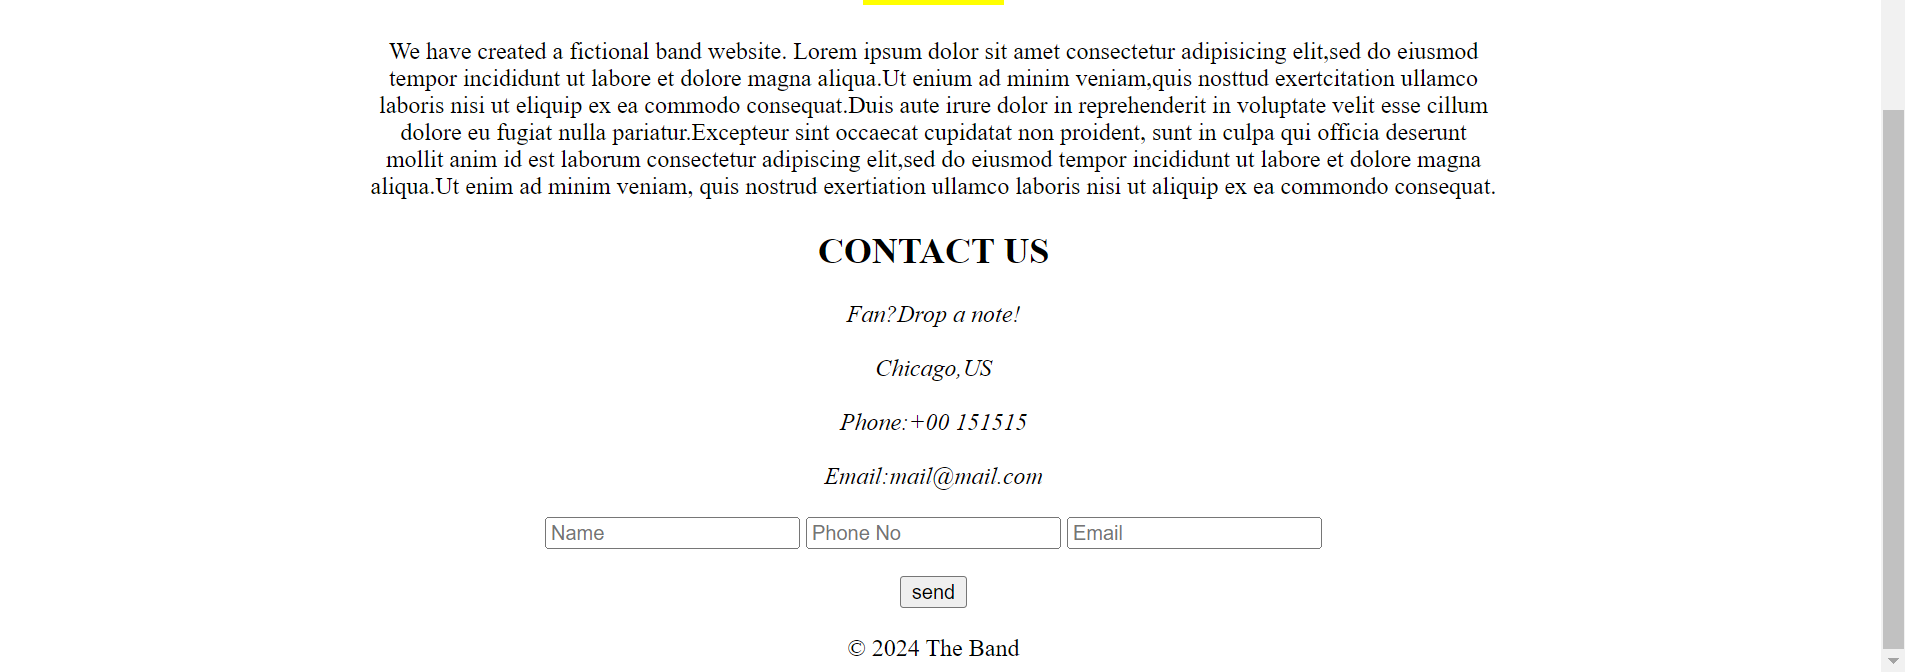 We have created a fictional band website. Lorem ipsum dolor sit amet consectetur adipisicing elit,sed do eiusmod
tempor incididunt ut labore et dolore magna aliqua.Ut enium ad minim veniam,quis nosttud exertcitation ullamco
laboris nisi ut eliquip ex ea commodo consequat.Duis aute irure dolor in reprehenderit in voluptate velit esse cillum
dolore eu fugiat nulla pariatur.Excepteur sint occaecat cupidatat non proident, sunt in culpa qui officia deserunt
mollit anim id est laborum consectetur adipiscing elit,sed do eiusmod tempor incididunt ut labore et dolore magna
aliqua.Ut enim ad minim veniam, quis nostrud exertiation ullamco laboris nisi ut aliquip ex ea commondo consequat.
CONTACT US
Fan?Drop a note!
Chicago,US
Phone:+00 151515
Email:mail@mail.com
Name Phone No Email
send
© 2024 The Band